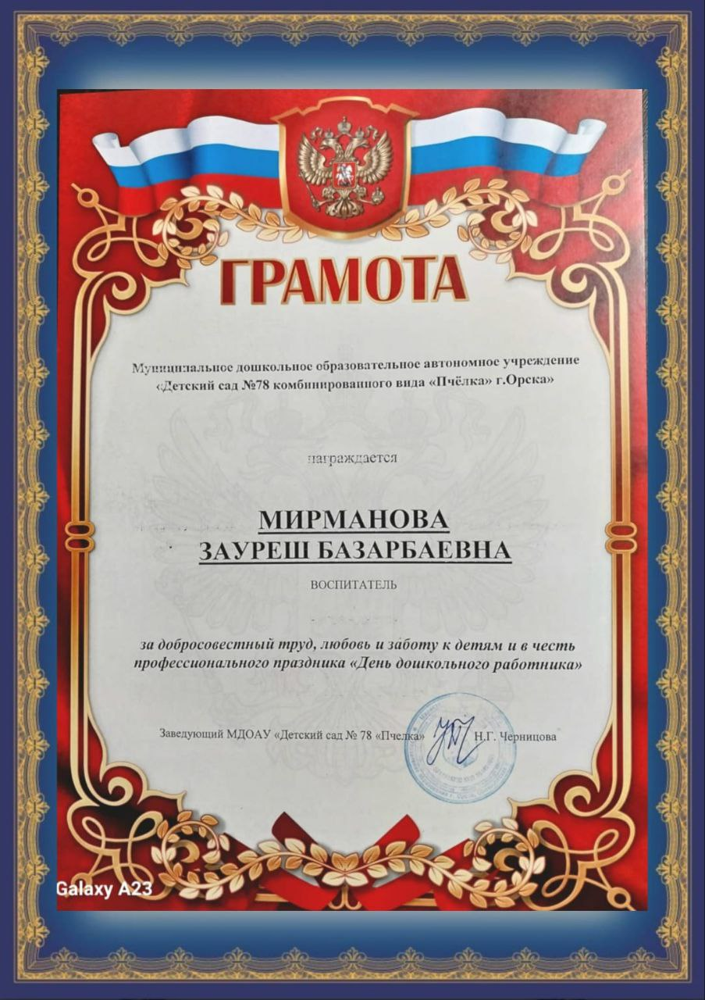 ГРАМОТА
Муниципальное дошкольное образовательное автономное учреждение
«Детский сад №78 комбинированного вида «Пчёлка» г.Орска»
награждается
МИРМАНОВА
ЗАУРЕШ БАЗАРБАЕВНА
ВОСПИТАТЕЛЬ
за добросовестный труд, любовь и заботу к детям и в честь
профессионального праздника «День дошкольного работника»
Заведующий МДОАУ «Детский сад № 78 «Пчелка» Н.Г. Черницова
Galaxy A23